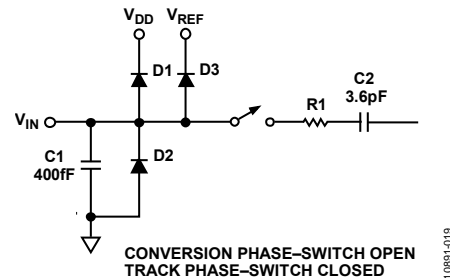 VDD VREF
D1 D3
C2
3.6pF
R1
VIN
C1
400fF
D2
CONVERSION PHASE–SWITCH OPEN
TRACK PHASE–SWITCH CLOSED
10891-019